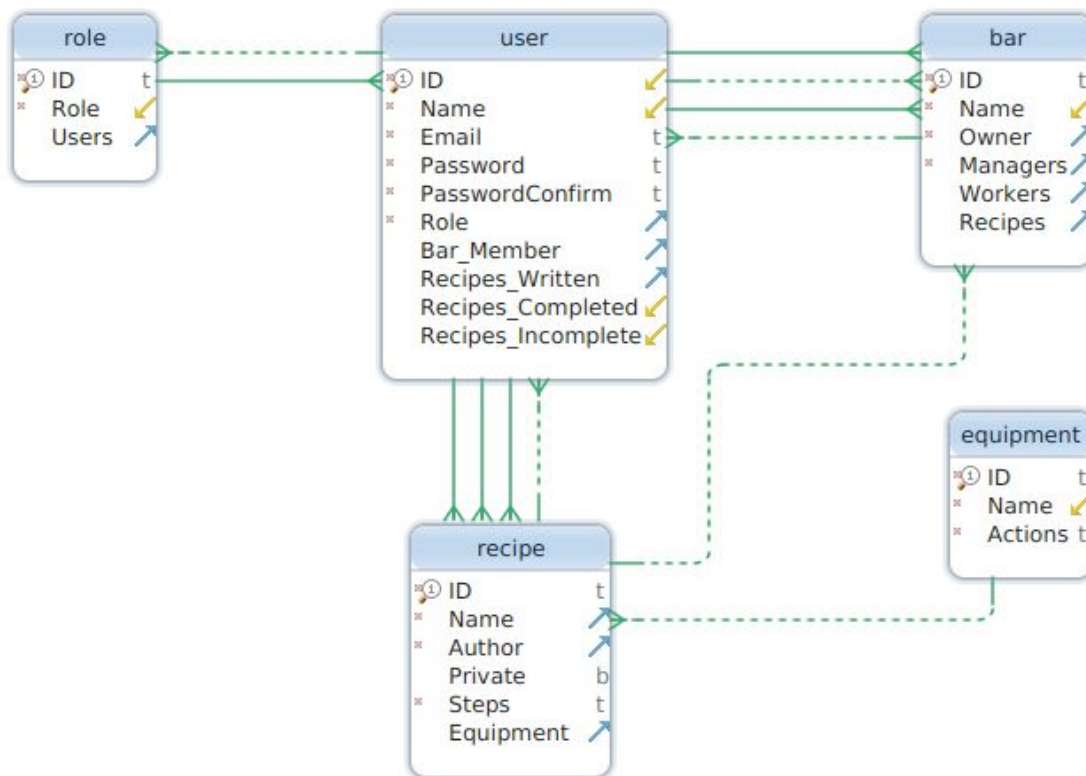 role
ID t
Role
Users
user
ID
Name
Email t
Password t
PasswordConfirm t
Role
Bar_Member
Recipes_Written
Recipes_Completed
Recipes_Incomplete
bar
ID t
Name
Owner
Managers
Workers
Recipes
equipment
ID t
Name
Actions t
recipe
ID t
Name
Author
Private b
Steps t
Equipment